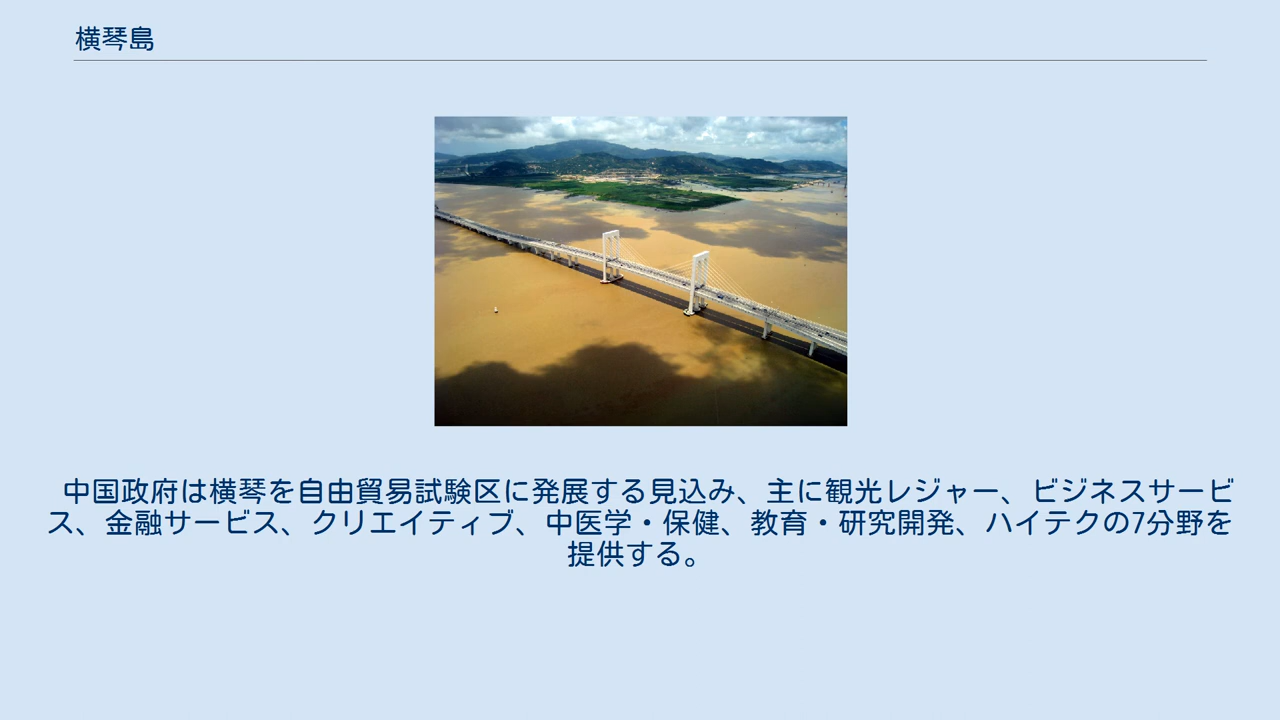 横琴島
中国政府は横琴を自由貿易試験区に発展する見込み、主に観光レジャー、ビジネスサービ
ス、金融サービス、クリエイティブ、中医学・保健、教育・研究開発、ハイテクの7分野を
提供する。